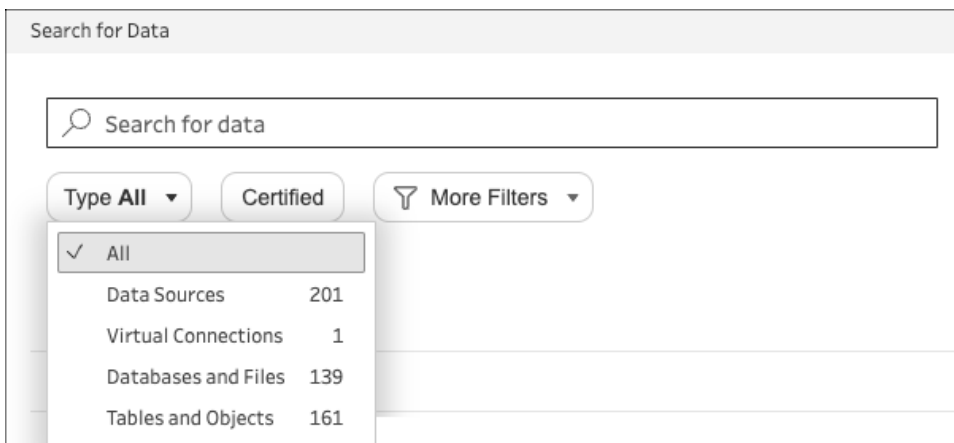 Search for Data
Search for data
Type All Certified More Filters
All
Data Sources 201
Virtual Connections 1
Databases and Files 139
Tables and Objects 161